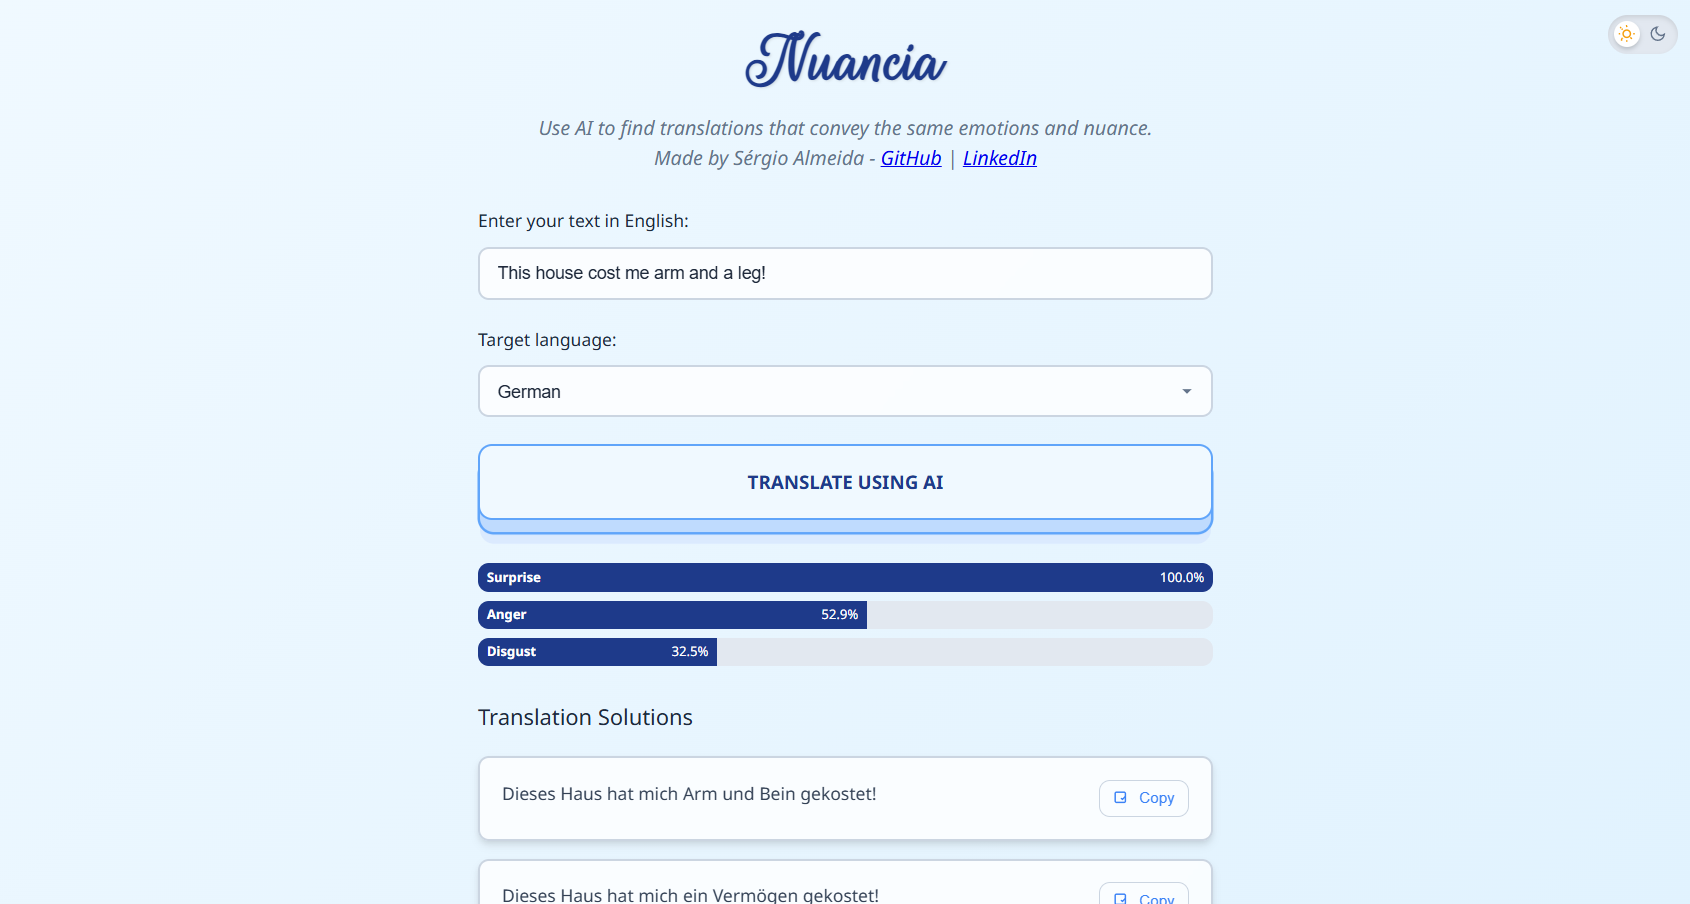 Nuancia
Use AI to find translations that convey the same emotions and nuance.
Made by Sérgio Almeida - GitHub | LinkedIn
Enter your text in English:
This house cost me arm and a leg!
Target language:
German
TRANSLATE USING AI
Surprise 100.0%
Anger 52.9%
Disgust 32.5%
Translation Solutions
Dieses Haus hat mich Arm und Bein gekostet! Copy
Dieses Haus hat mich ein Vermögen gekostet! Copy